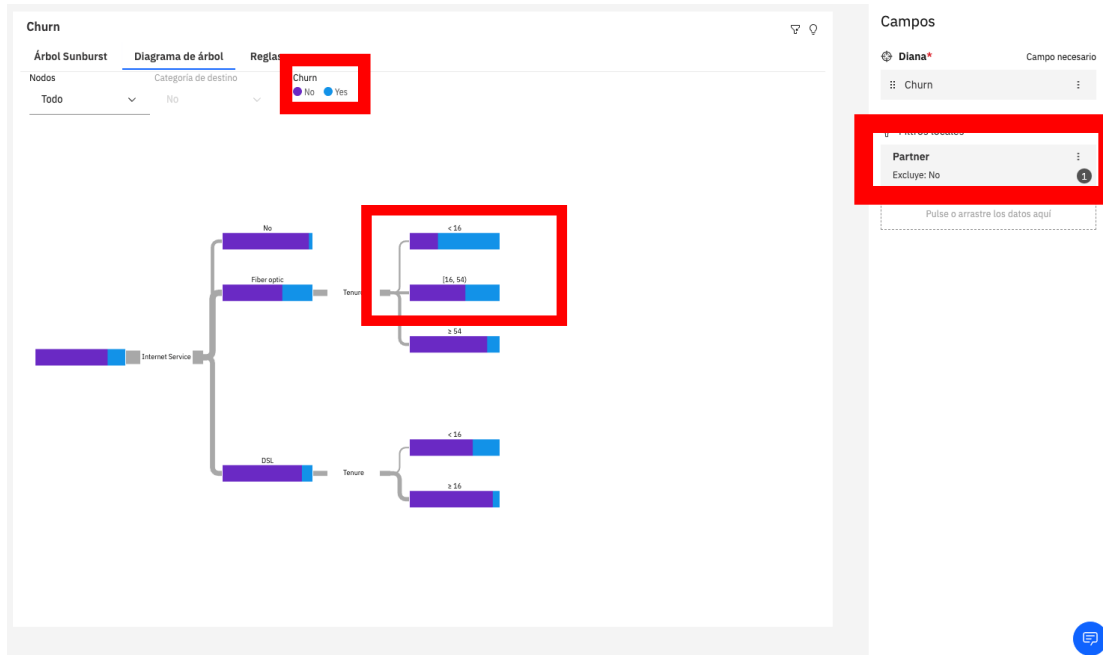 Churn
Árbol Sunburst Diagrama de árbol Reglas
Nodos Categoría de destino Churn
Todo No No Yes
No
Fiber optic
Internet Service
DSL
Tenure
< 16
[16, 54)
≥ 54
Tenure
< 16
≥ 16
Campos
Diana* Campo necesario
Churn
Filtros locales
Partner
Excluye: No
1
Pulse o arrastre los datos aquí